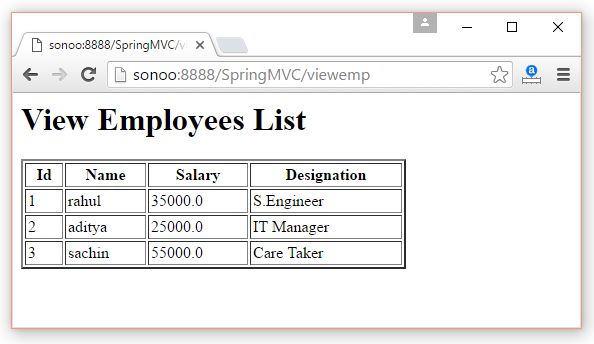 sonoo:8888/SpringMVC/v
sonoo:8888/SpringMVC/viewemp
a
View Employees List
Id Name Salary Designation
1 rahul 35000.0 S.Engineer
2 aditya 25000.0 IT Manager
3 sachin 55000.0 Care Taker